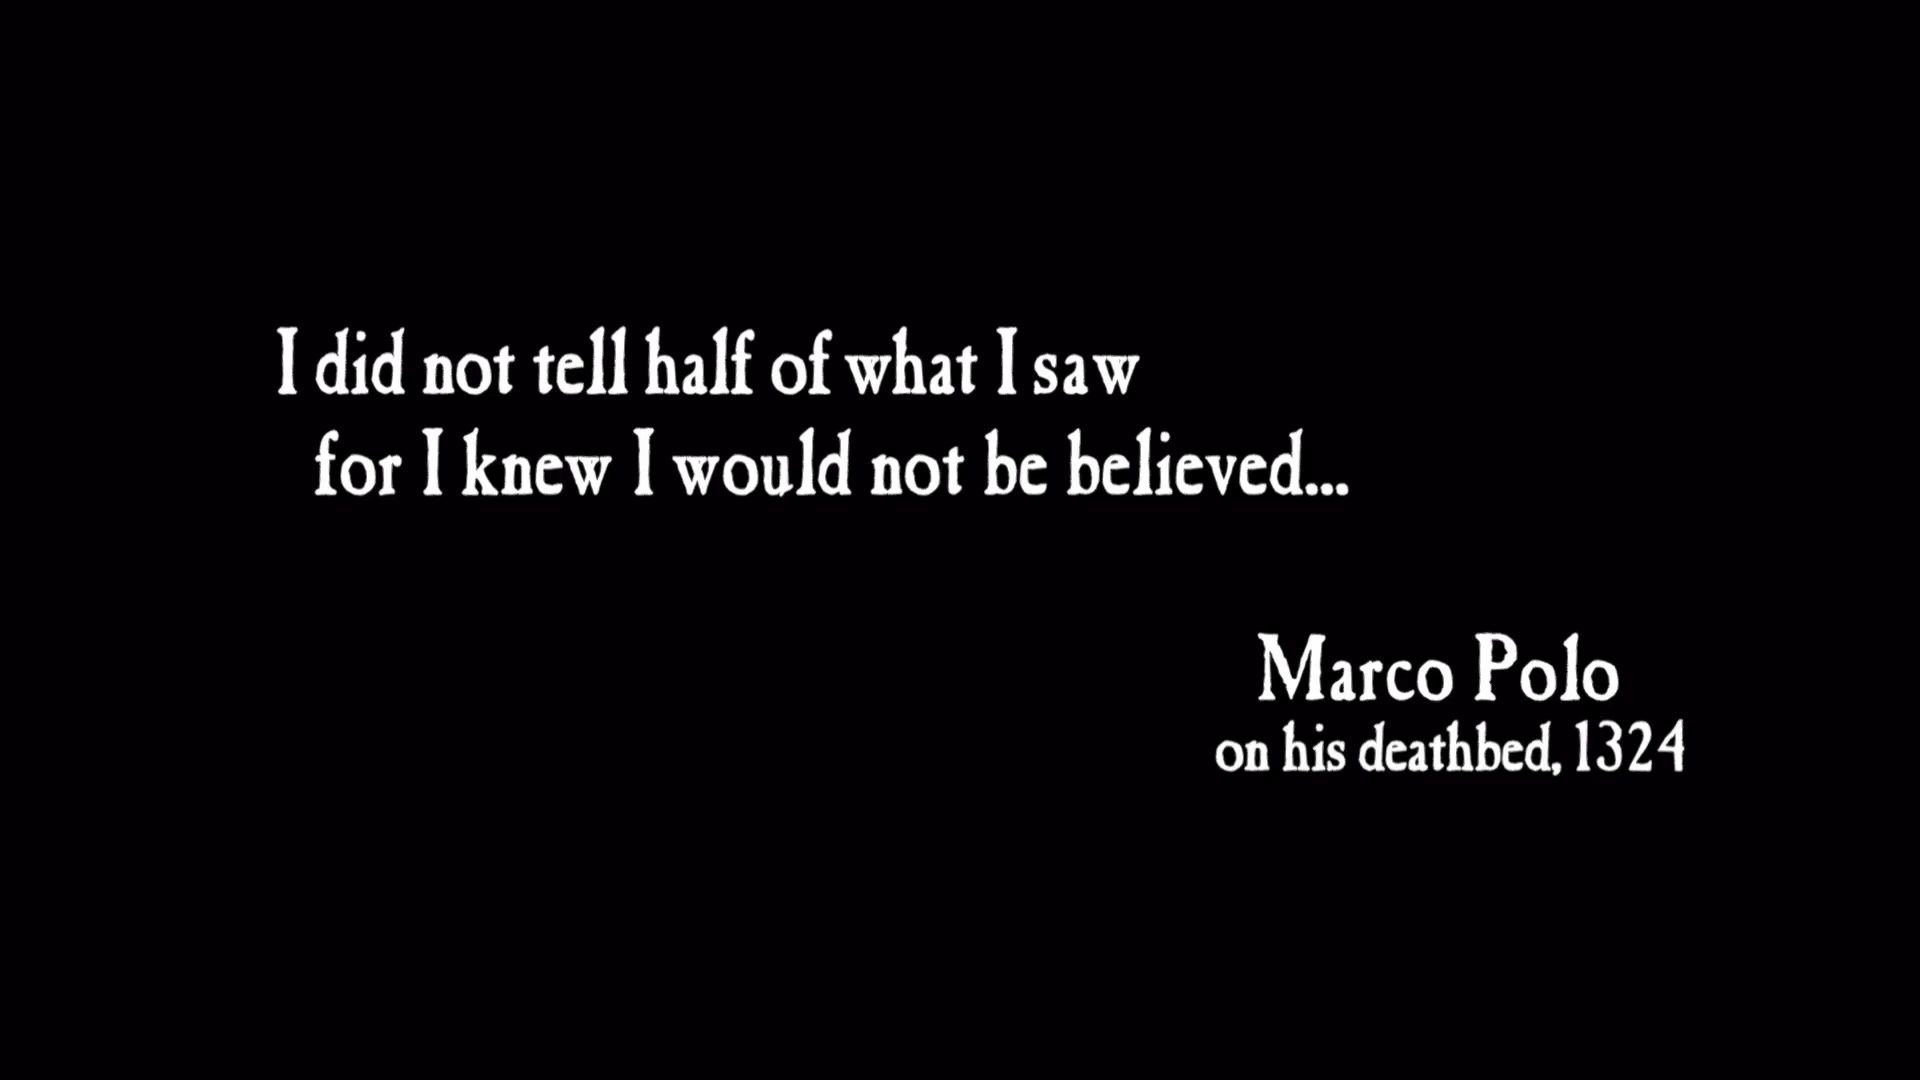 I did not tell half of what I saw
for I knew I would not be believed...
Marco Polo
on his deathbed, 1324